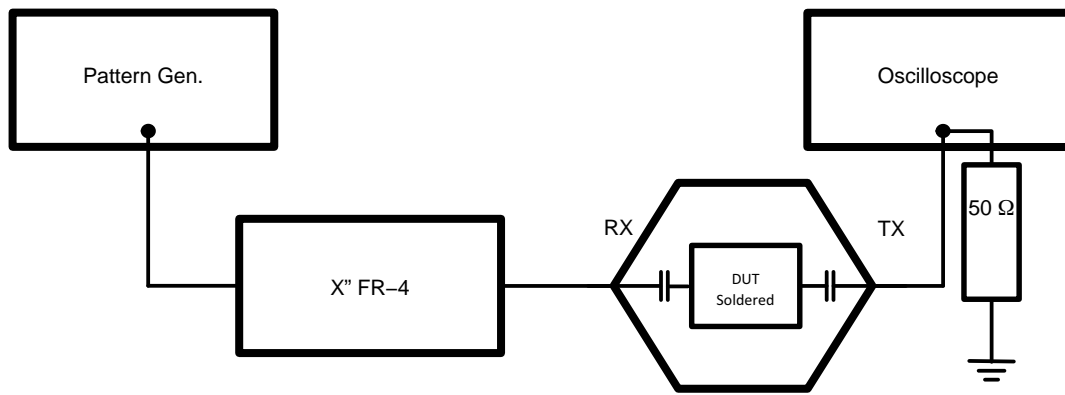 Pattern Gen.
Oscilloscope
RX
TX
50 Ω
X” FR−4
DUT
Soldered